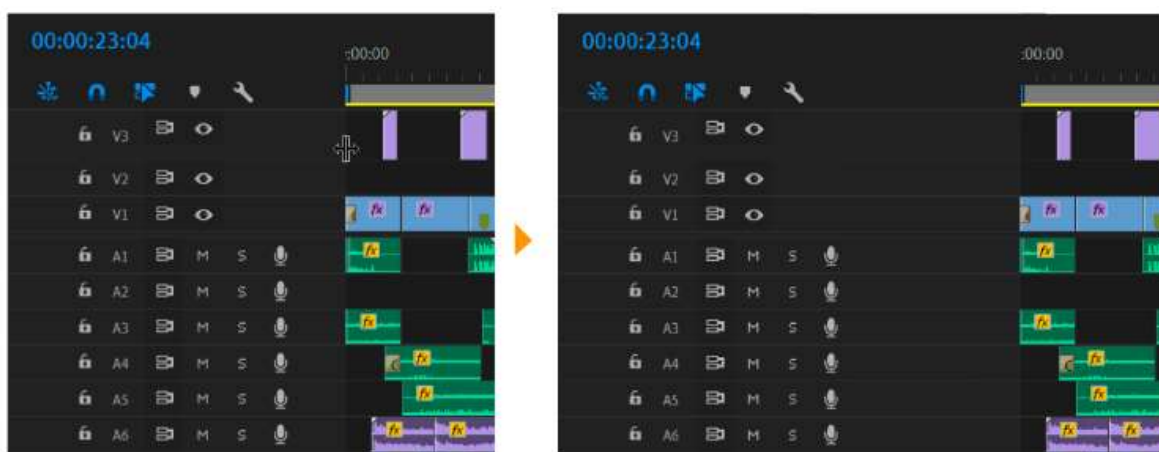 00:00:23:04
:00:00
V3
V2
fx fx
V1
fx
A1 M S
A2 M S
fx
A3 M S
fx
A4 M S
fx
A5 M S
fx fx
A6 M S
00:00:23:04
:00:00
V3
V2
fx fx
V1
fx
A1 M S
A2 M S
fx
A3 M S
fx
A4 M S
fx
A5 M S
fx fx
A6 M S